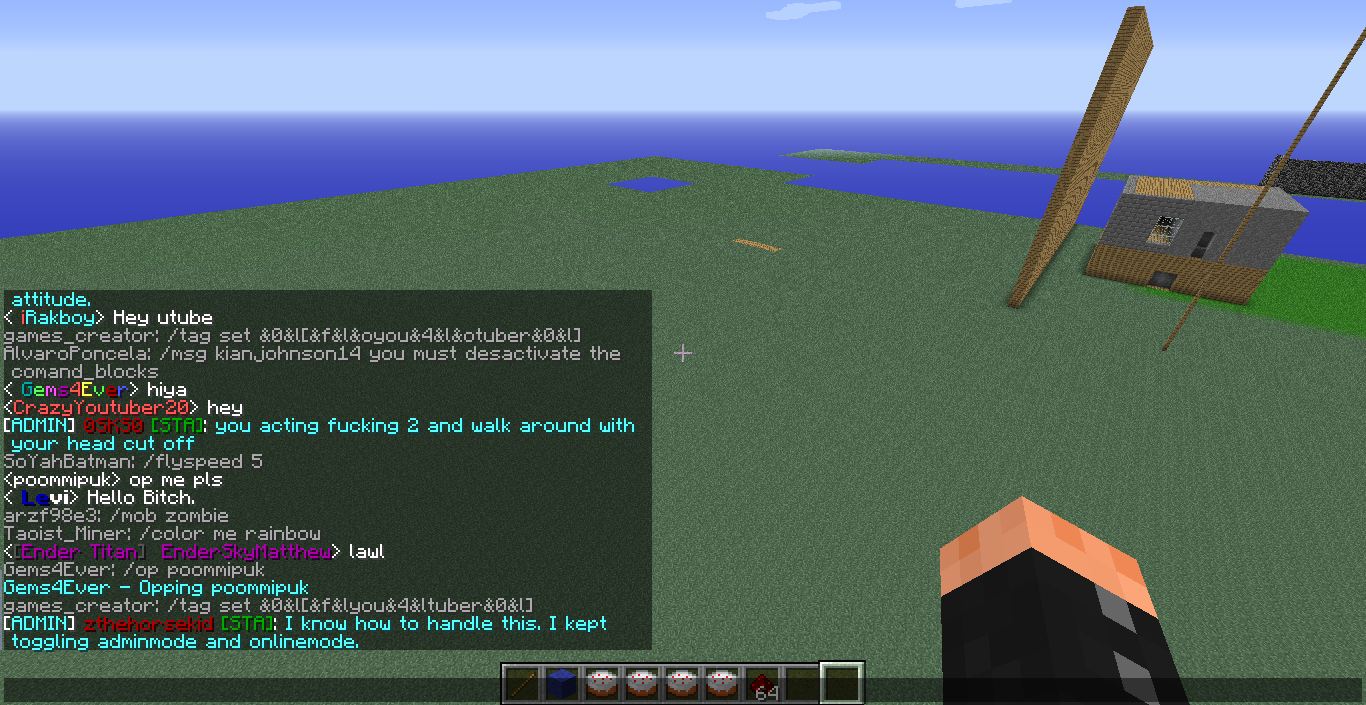 attitude.
< iRakboy> Hey utube
games_creator: /tag set &0&l[&f&l&oyou&4&l&otuber&0&l]
AlvaroPoncela: /msg kianjohnson14 you must desactivate the
comand_blocks
< Gems4Ever> hiya
<CrazyYoutuber20> hey
[ADMIN] 0SKS0 [STA]: you acting fucking 2 and walk around with
your head cut off
SoYahBatman: /flyspeed 5
<poommipuk> op me pls
< Levi> Hello Bitch.
arzf98e3: /mob zombie
Taoist_Miner: /color me rainbow
<[Ender Titan] EnderSkyMatthew> lawl
Gems4Ever: /op poommipuk
Gems4Ever - Opping poommipuk
games_creator: /tag set &0&l[&f&lyou&4&ltuber&0&l]
[ADMIN] zthehorsekid [STA]: I know how to handle this. I kept
toggling adminmode and onlinemode.
64